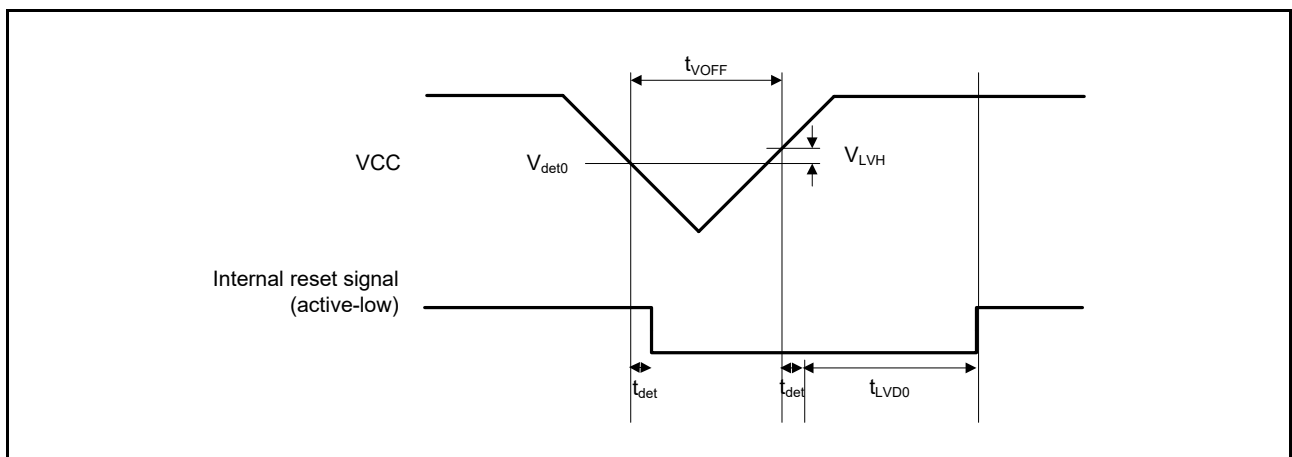 tVOFF
VCC
Vdet0
VLVH
Internal reset signal
(active-low)
tdet
tdet
tLVD0